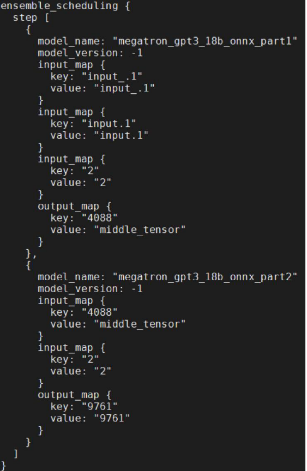 ensemble_scheduling {
  step [
    {
      model_name: "megatron_gpt3_18b_onnx_part1"
      model_version: -1
      input_map {
        key: "input_.1"
        value: "input_.1"
      }
      input_map {
        key: "input.1"
        value: "input.1"
      }
      input_map {
        key: "2"
        value: "2"
      }
      output_map {
        key: "4088"
        value: "middle_tensor"
      }
    },
    {
      model_name: "megatron_gpt3_18b_onnx_part2"
      model_version: -1
      input_map {
        key: "4088"
        value: "middle_tensor"
      }
      input_map {
        key: "2"
        value: "2"
      }
      output_map {
        key: "9761"
        value: "9761"
      }
    }
  ]
}